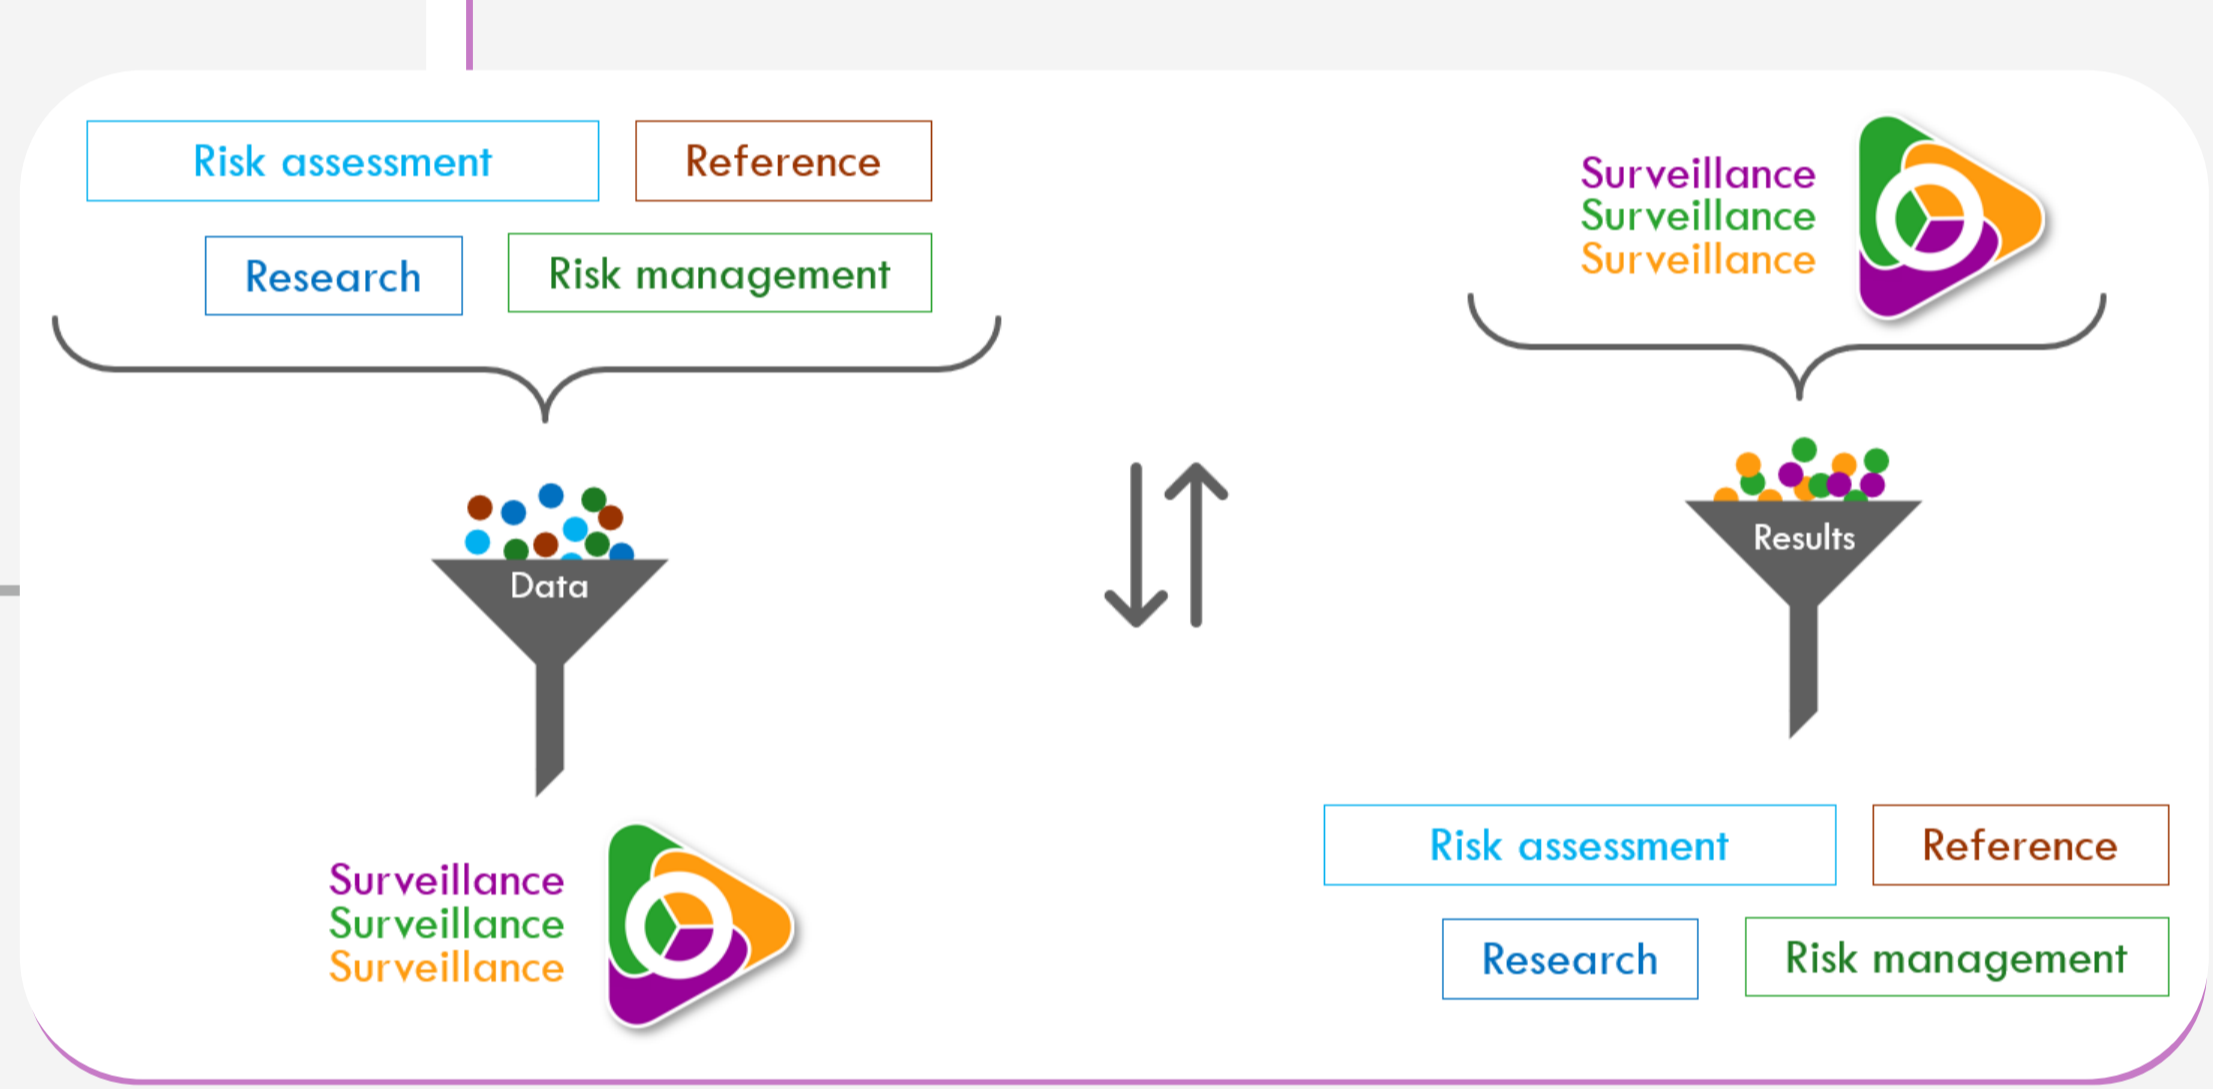 Risk assessment
Reference
Research
Risk management
Data
Surveillance
Surveillance
Surveillance
Surveillance
Surveillance
Surveillance
Results
Risk assessment
Reference
Research
Risk management